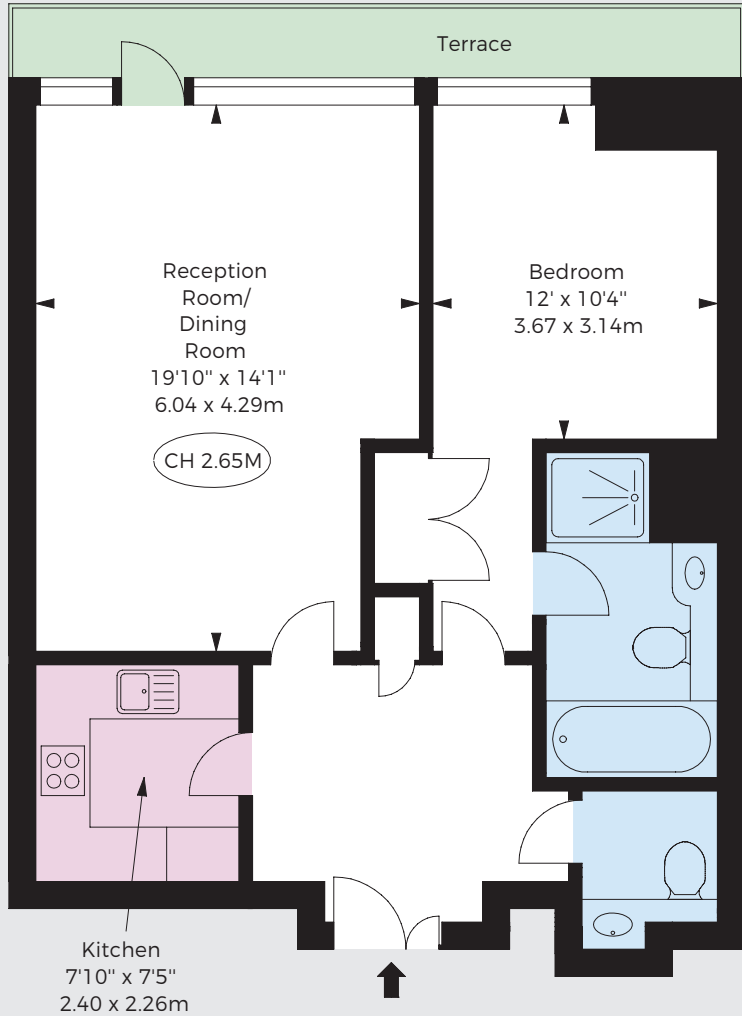 Terrace
Reception
Room/
Dining
Room
19'10" x 14'1"
6.04 x 4.29m
CH 2.65M
Bedroom
12' x 10'4"
3.67 x 3.14m
Kitchen
7'10" x 7'5"
2.40 x 2.26m